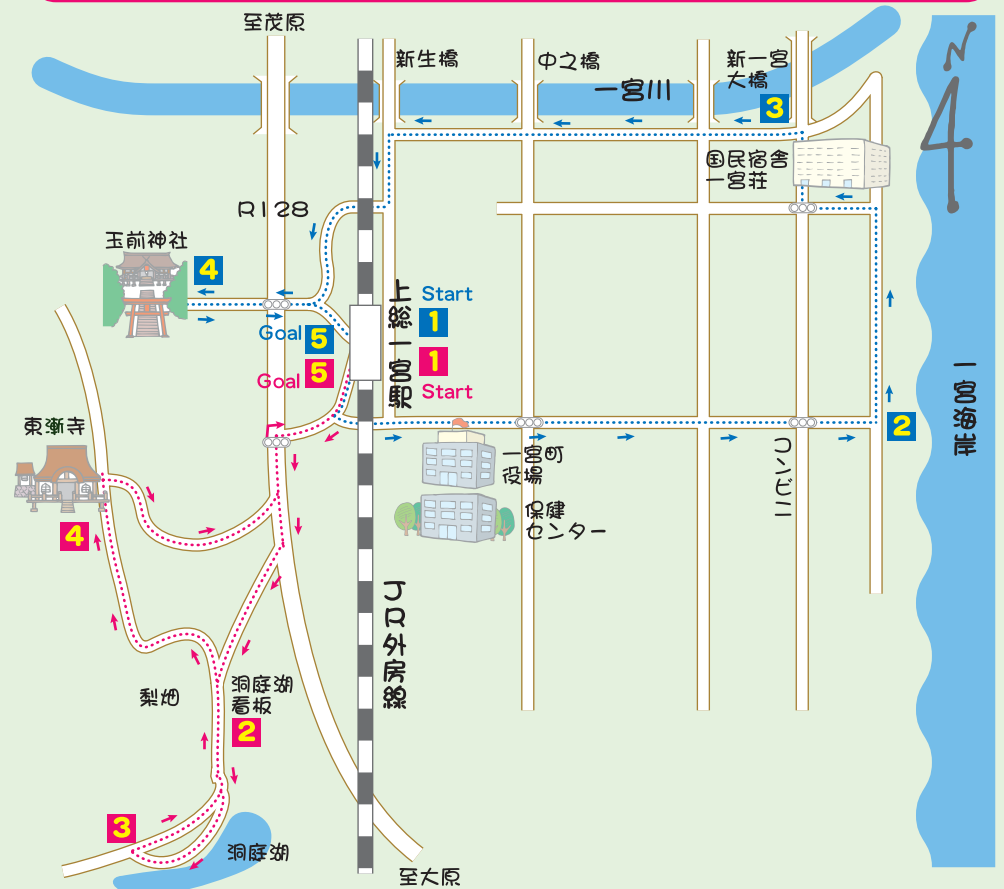 至茂原
新生橋
中之橋
新一宮
大橋
N
一宮川
3
国民宿舎
一宮荘
R128
玉前神社
4
上総一宮駅
Start
1
Goal
5
1
Start
Goal
5
2
一宮海岸
東漸寺
4
一宮町
役場
コンビニ
保健
センター
JR外房線
梨畑
洞庭湖
看板
2
3
洞庭湖
至大原